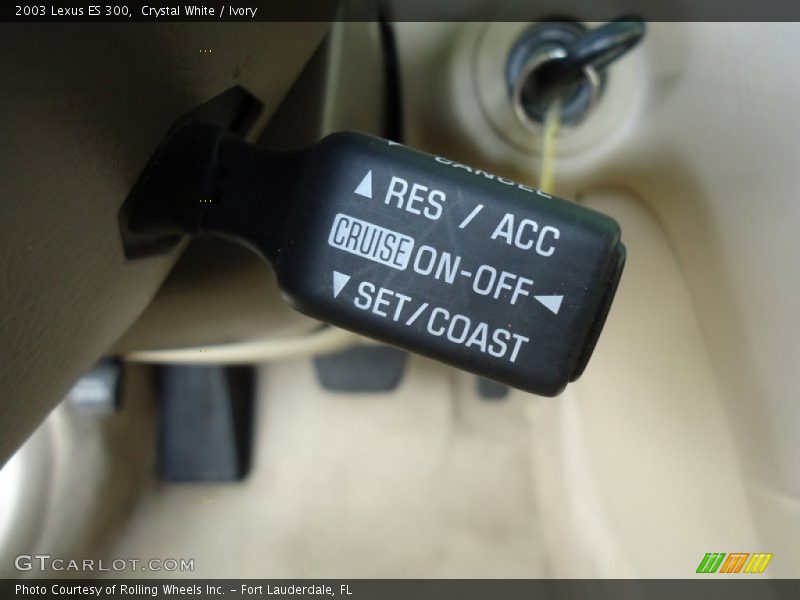 2003 Lexus ES 300,  Crystal White / Ivory
CANCEL
▲ RES / ACC
CRUISE ON-OFF ◄
▼ SET/COAST
GTCARLOT.COM
Photo Courtesy of Rolling Wheels Inc. - Fort Lauderdale, FL